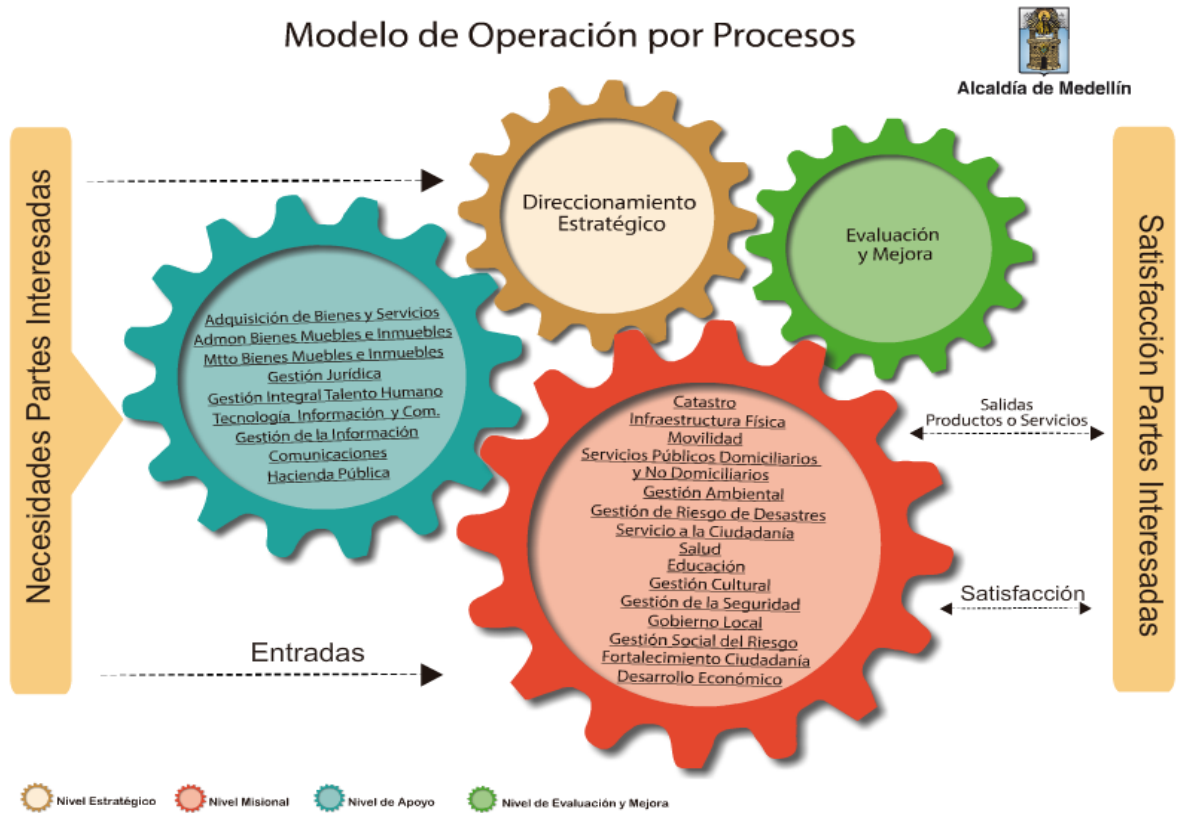 Modelo de Operación por Procesos
Alcaldía de Medellín
Necesidades Partes Interesadas
Direccionamiento
Estratégico
Evaluación
y Mejora
Adquisición de Bienes y Servicios
Admon Bienes Muebles e Inmuebles
Mtto Bienes Muebles e Inmuebles
Gestión Jurídica
Gestión Integral Talento Humano
Tecnología Información y Com.
Gestión de la Información
Comunicaciones
Hacienda Pública
Catastro
Infraestructura Física
Movilidad
Servicios Públicos Domiciliarios
y No Domiciliarios
Gestión Ambiental
Gestión de Riesgo de Desastres
Servicio a la Ciudadanía
Salud
Educación
Gestión Cultural
Gestión de la Seguridad
Gobierno Local
Gestión Social del Riesgo
Fortalecimiento Ciudadanía
Desarrollo Económico
Entradas
Salidas
Productos o Servicios
Satisfacción
Satisfacción Partes Interesadas
Nivel Estratégico
Nivel Misional
Nivel de Apoyo
Nivel de Evaluación y Mejora